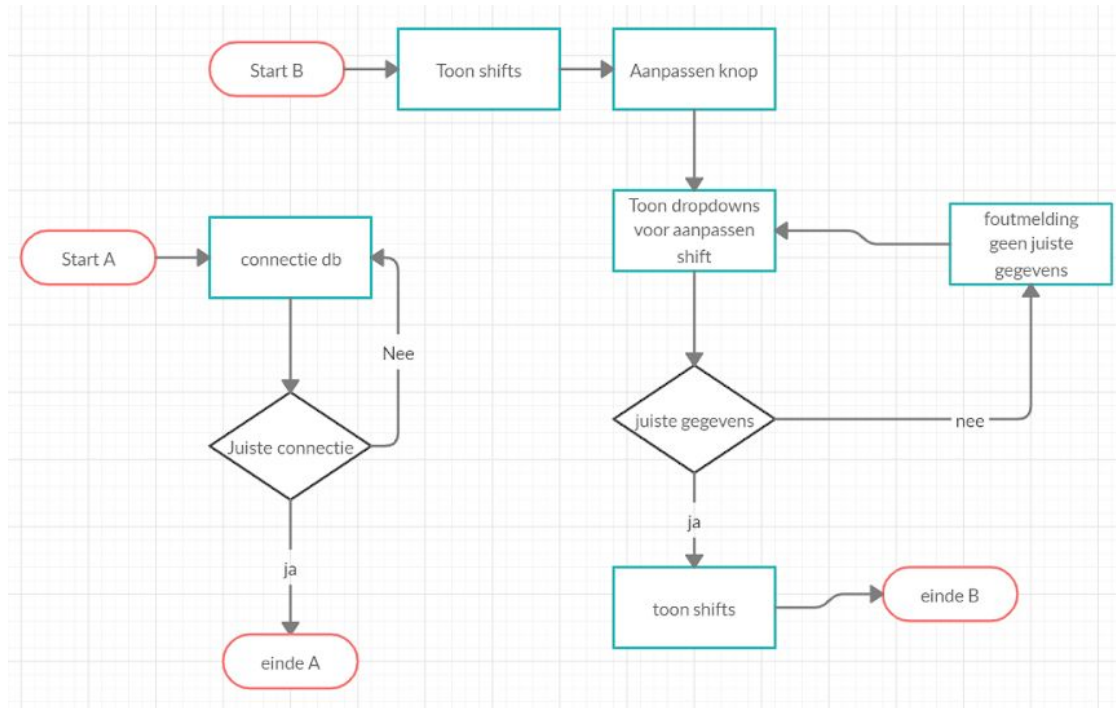 Start B
Toon shifts
Aanpassen knop
Toon dropdowns
voor aanpassen
shift
foutmelding
geen juiste
gegevens
Start A
connectie db
Nee
Juiste connectie
juiste gegevens
nee
ja
ja
toon shifts
einde B
einde A